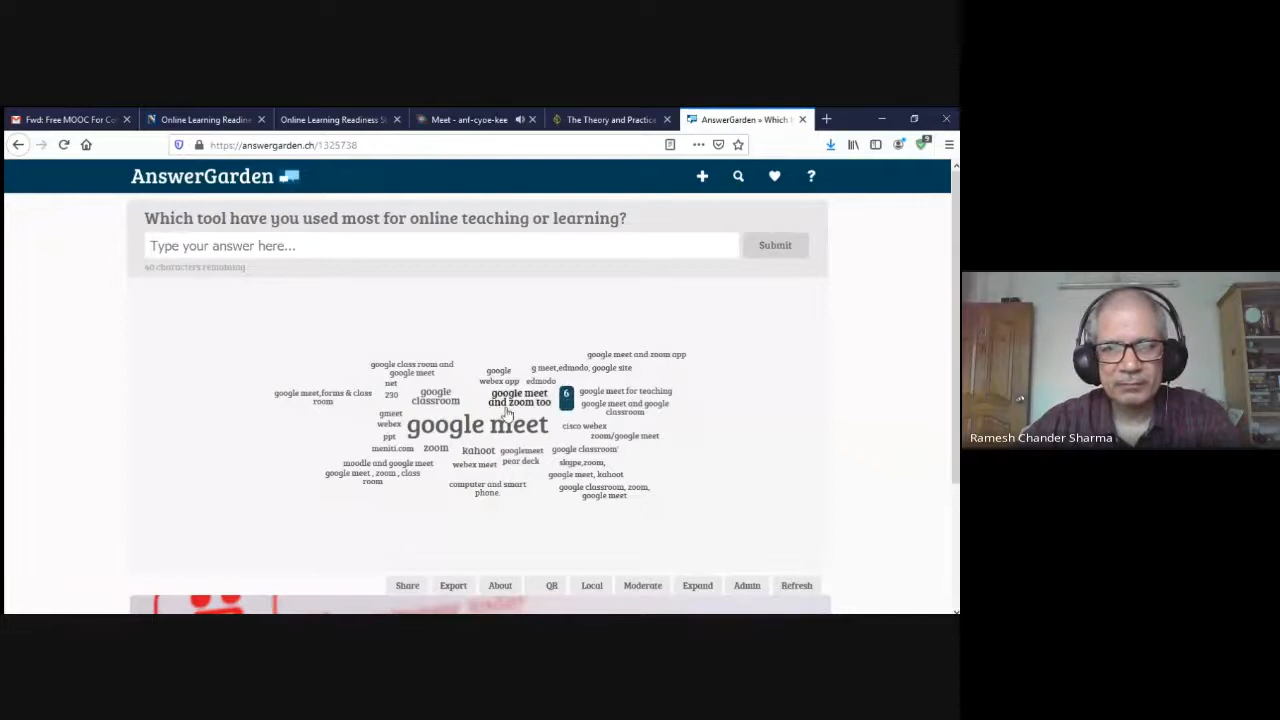 Fwd: Free MOOC For Co
Online Learning Readine
Online Learning Readiness S
Meet - anf-cyoe-kee
The Theory and Practice
AnswerGarden » Which t
https://answergarden.ch/1325738
9
AnswerGarden
Which tool have you used most for online teaching or learning?
Type your answer here...
Submit
40 characters remaining
google meet and zoom app
google class room and
google meet
google
g meet,edmodo, google site
net
webex app
edmodo
google meet,forms & class
room
230
google
classroom
google meet
and zoom too
6
google meet for teaching
google meet and google
classroom
gmeet
webex
google meet
cisco webex
ppt
zoom/google meet
meniti.com
zoom
kahoot
googlemeet
google classroom'
moodle and google meet
webex meet
pear deck
skype,zoom,
google meet , zoom , class
room
google meet, kahoot
computer and smart
phone.
google classroom, zoom,
google meet
Share
Export
About
QR
Local
Moderate
Expand
Admin
Refresh
Ramesh Chander Sharma